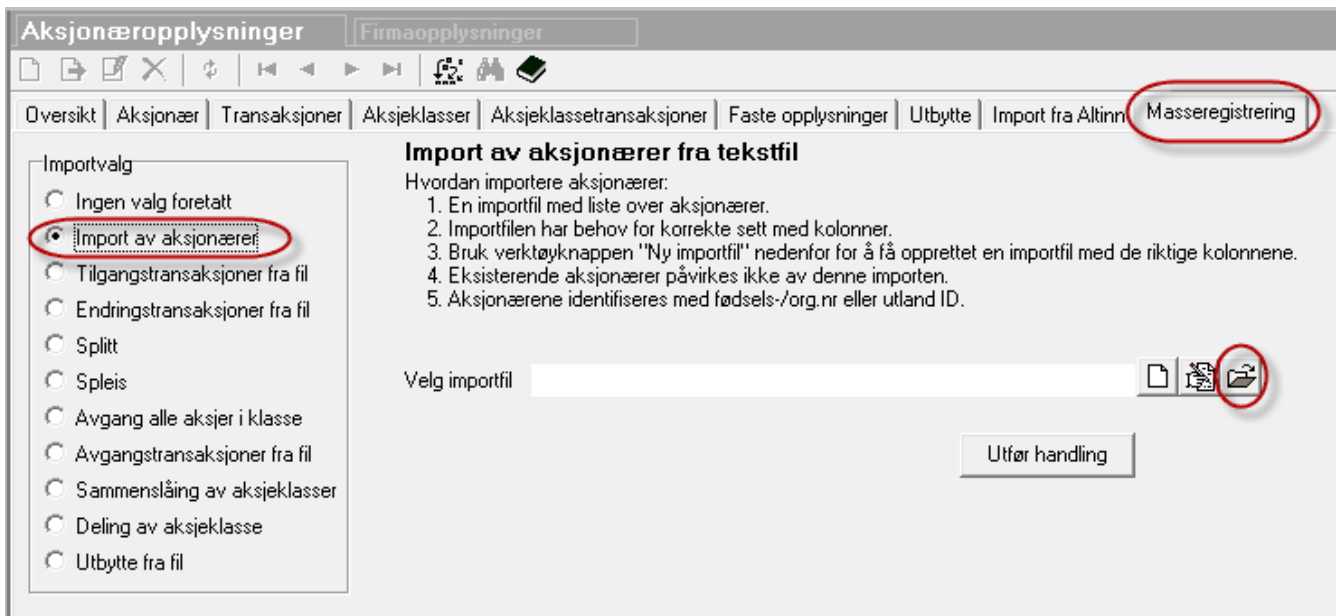 Aksjonæropplysninger Firmaopplysninger
Oversikt Aksjonær Transaksjoner Aksjeklasser Aksjeklassetransaksjoner Faste opplysninger Utbytte Import fra Altinn Masseregistrering
Importvalg
Ingen valg foretatt
Import av aksjonærer
Tilgangstransaksjoner fra fil
Endringstransaksjoner fra fil
Splitt
Spleis
Avgang alle aksjer i klasse
Avgangstransaksjoner fra fil
Sammenslåing av aksjeklasser
Deling av aksjeklasse
Utbytte fra fil
Import av aksjonærer fra tekstfil
Hvordan importere aksjonærer:
1. En importfil med liste over aksjonærer.
2. Importfilen har behov for korrekte sett med kolonner.
3. Bruk verktøyknappen "Ny importfil" nedenfor for å få opprettet en importfil med de riktige kolonnene.
4. Eksisterende aksjonærer påvirkes ikke av denne importen.
5. Aksjonærene identifiseres med fødsels-/org.nr eller utland ID.
Velg importfil
Utfør handling